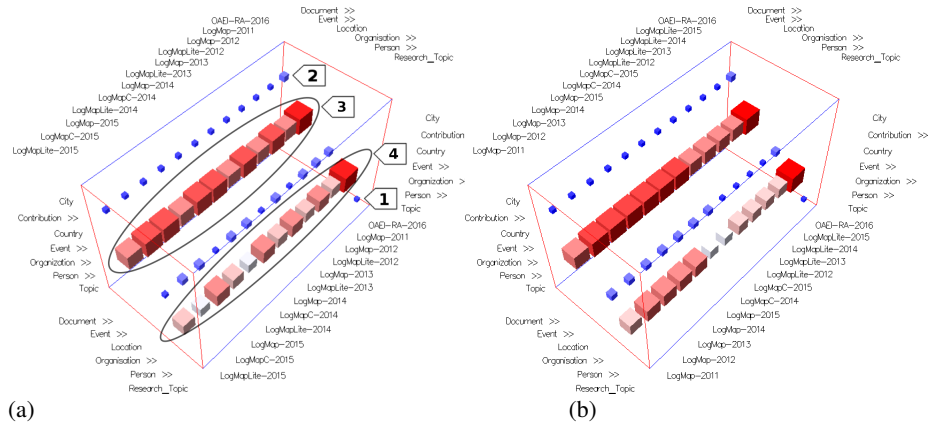 Document >>
Event >>
Location
Organisation >>
Person >>
Research_Topic
OAEI-RA-2016
LogMap-2011
LogMap-2012
LogMapLite-2012
LogMap-2013
LogMapLite-2013
LogMap-2014
LogMapC-2014
LogMapLite-2014
LogMap-2015
LogMapC-2015
LogMapLite-2015
2
3
4
1
City
Contribution
Country
Event >>
Organization >
Person >>
Topic
City
Contribution >>
Country
Event >>
Organization >>
Person >>
Topic
OAEI-RA-2016
LogMap-2011
LogMap-2012
LogMapLite-2012
LogMap-2013
LogMapLite-2013
LogMap-2014
LogMapC-2014
LogMapLite-2014
LogMap-2015
LogMapC-2015
LogMapLite-2015
Document >>
Event >>
Location
Organisation >>
Person >>
Research_Topic
(a)
Document >>
Event >>
Location
Organisation >>
Person >>
Research_Topic
OAEI-RA-2016
LogMapLite-2015
LogMapLite-2014
LogMapLite-2013
LogMapLite-2012
LogMapC-2015
LogMapC-2014
LogMap-2015
LogMap-2014
LogMap-2013
LogMap-2012
LogMap-2011
City
Contribution >>
Country
Event >>
Organization >>
Person >>
Topic
City
Contribution >>
Country
Event >>
Organization >>
Person >>
Topic
OAEI-RA-2016
LogMapLite-2015
LogMapLite-2014
LogMapLite-2013
LogMapLite-2012
LogMapC-2015
LogMapC-2014
LogMap-2015
LogMap-2014
LogMap-2013
LogMap-2012
LogMap-2011
Document >>
Event >>
Location
Organisation >>
Person >>
Research_Topic
(b)